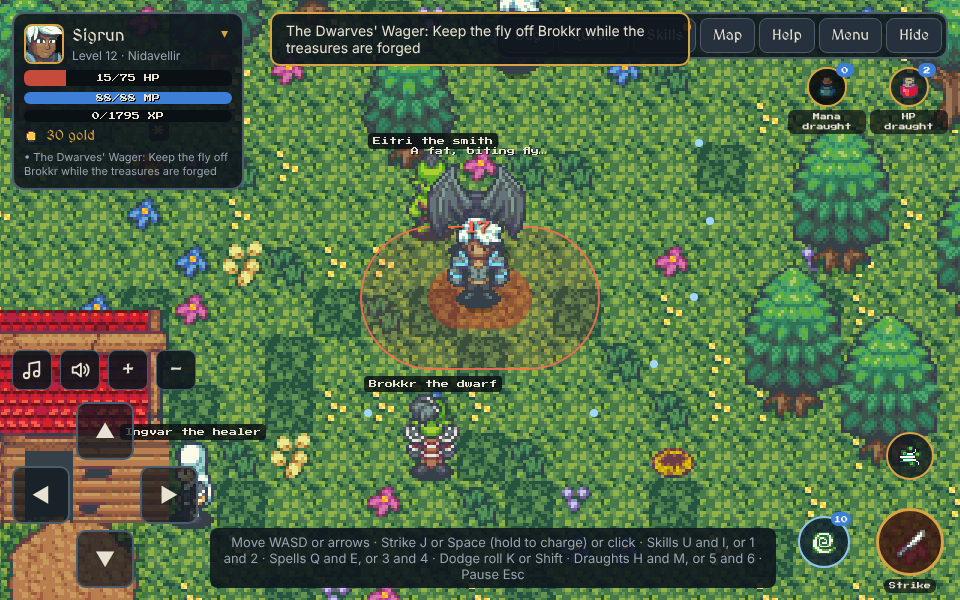 Sigrun
Level 12 · Nidavellir
15/75 HP
88/88 MP
0/1795 XP
30 gold
• The Dwarves' Wager: Keep the fly off
Brokkr while the treasures are forged
The Dwarves' Wager: Keep the fly off Brokkr while the
treasures are forged
Skills
Map
Help
Menu
Hide
0
2
Mana
draught
HP
draught
Eitri the smith
A fat, biting fly…
17
Brokkr the dwarf
Ingvar the healer
10
Strike
Move WASD or arrows · Strike J or Space (hold to charge) or click · Skills U and I, or 1
and 2 · Spells Q and E, or 3 and 4 · Dodge roll K or Shift · Draughts H and M, or 5 and 6 ·
Pause Esc